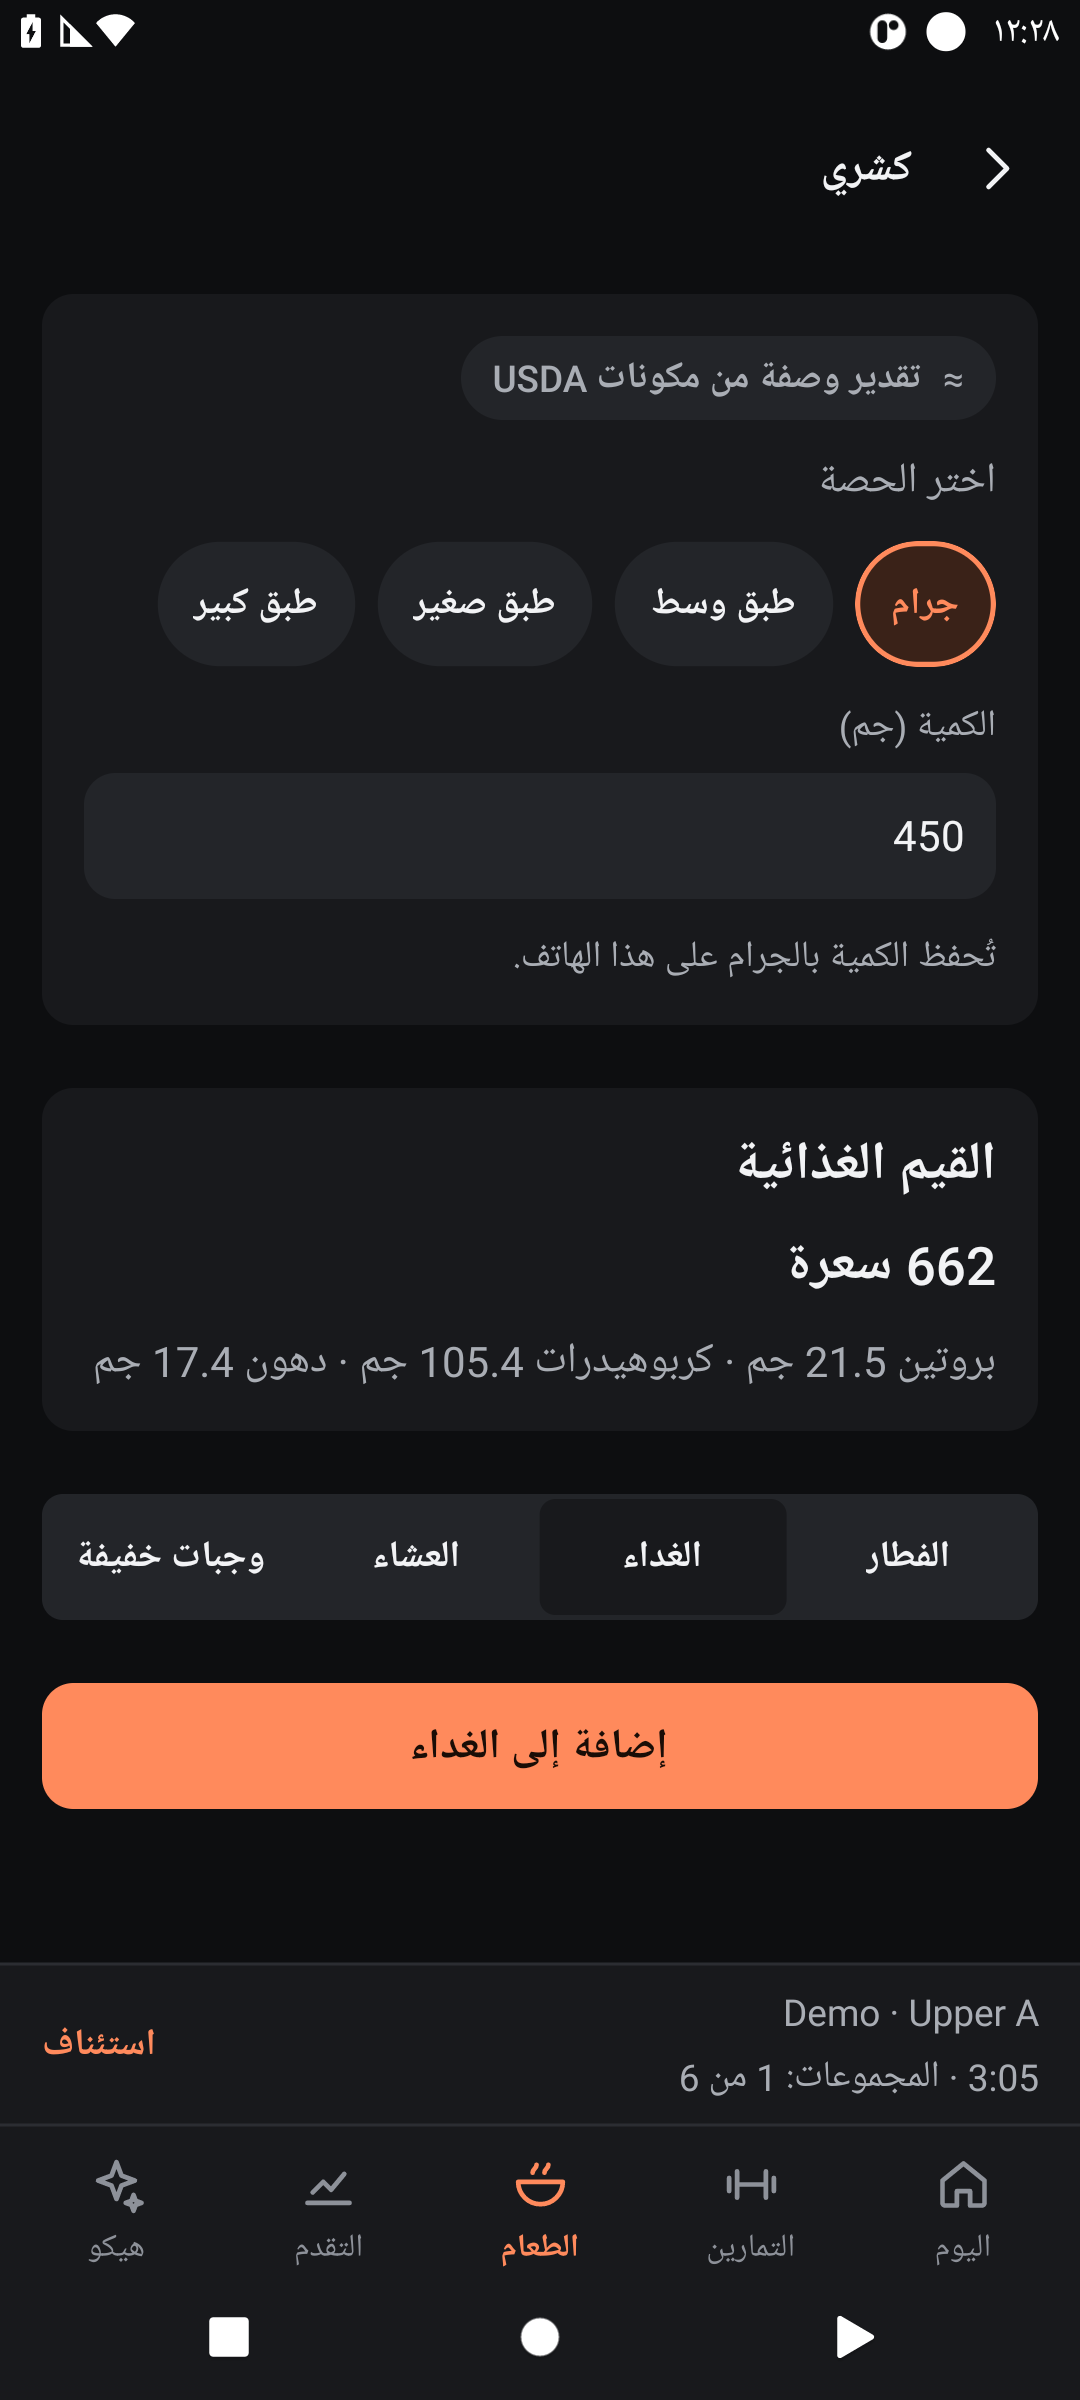 ١٢:٢٨
كشري
≈ تقدير وصفة من مكونات USDA
اختر الحصة
جرام
طبق وسط
طبق صغير
طبق كبير
الكمية (جم)
450
تُحفظ الكمية بالجرام على هذا الهاتف.
القيم الغذائية
662 سعرة
بروتين 21.5 جم · كربوهيدرات 105.4 جم · دهون 17.4 جم
الفطار
الغداء
العشاء
وجبات خفيفة
إضافة إلى الغداء
Demo · Upper A
3:05 · المجموعات: 1 من 6
استئناف
اليوم
التمارين
الطعام
التقدم
هيكو